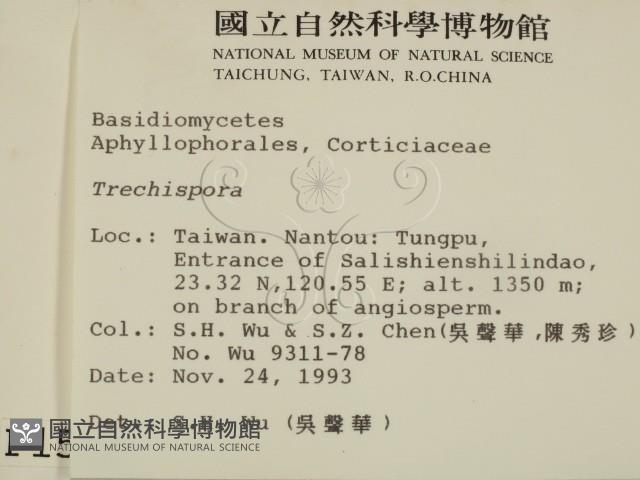 國立自然科學博物館
NATIONAL MUSEUM OF NATURAL SCIENCE
TAICHUNG, TAIWAN, R.O.CHINA
Basidiomycetes
Aphyllophorales, Corticiaceae
Trechispora
Loc.: Taiwan. Nantou: Tungpu,
Entrance of Salishienshilindao,
23.32 N,120.55 E; alt. 1350 m;
on branch of angiosperm.
Col.: S.H. Wu & S.Z. Chen(吳聲華,陳秀珍)
No. Wu 9311-78
Date: Nov. 24, 1993
Det. S.H. Wu (吳聲華)
國立自然科學博物館
NATIONAL MUSEUM OF NATURAL SCIENCE